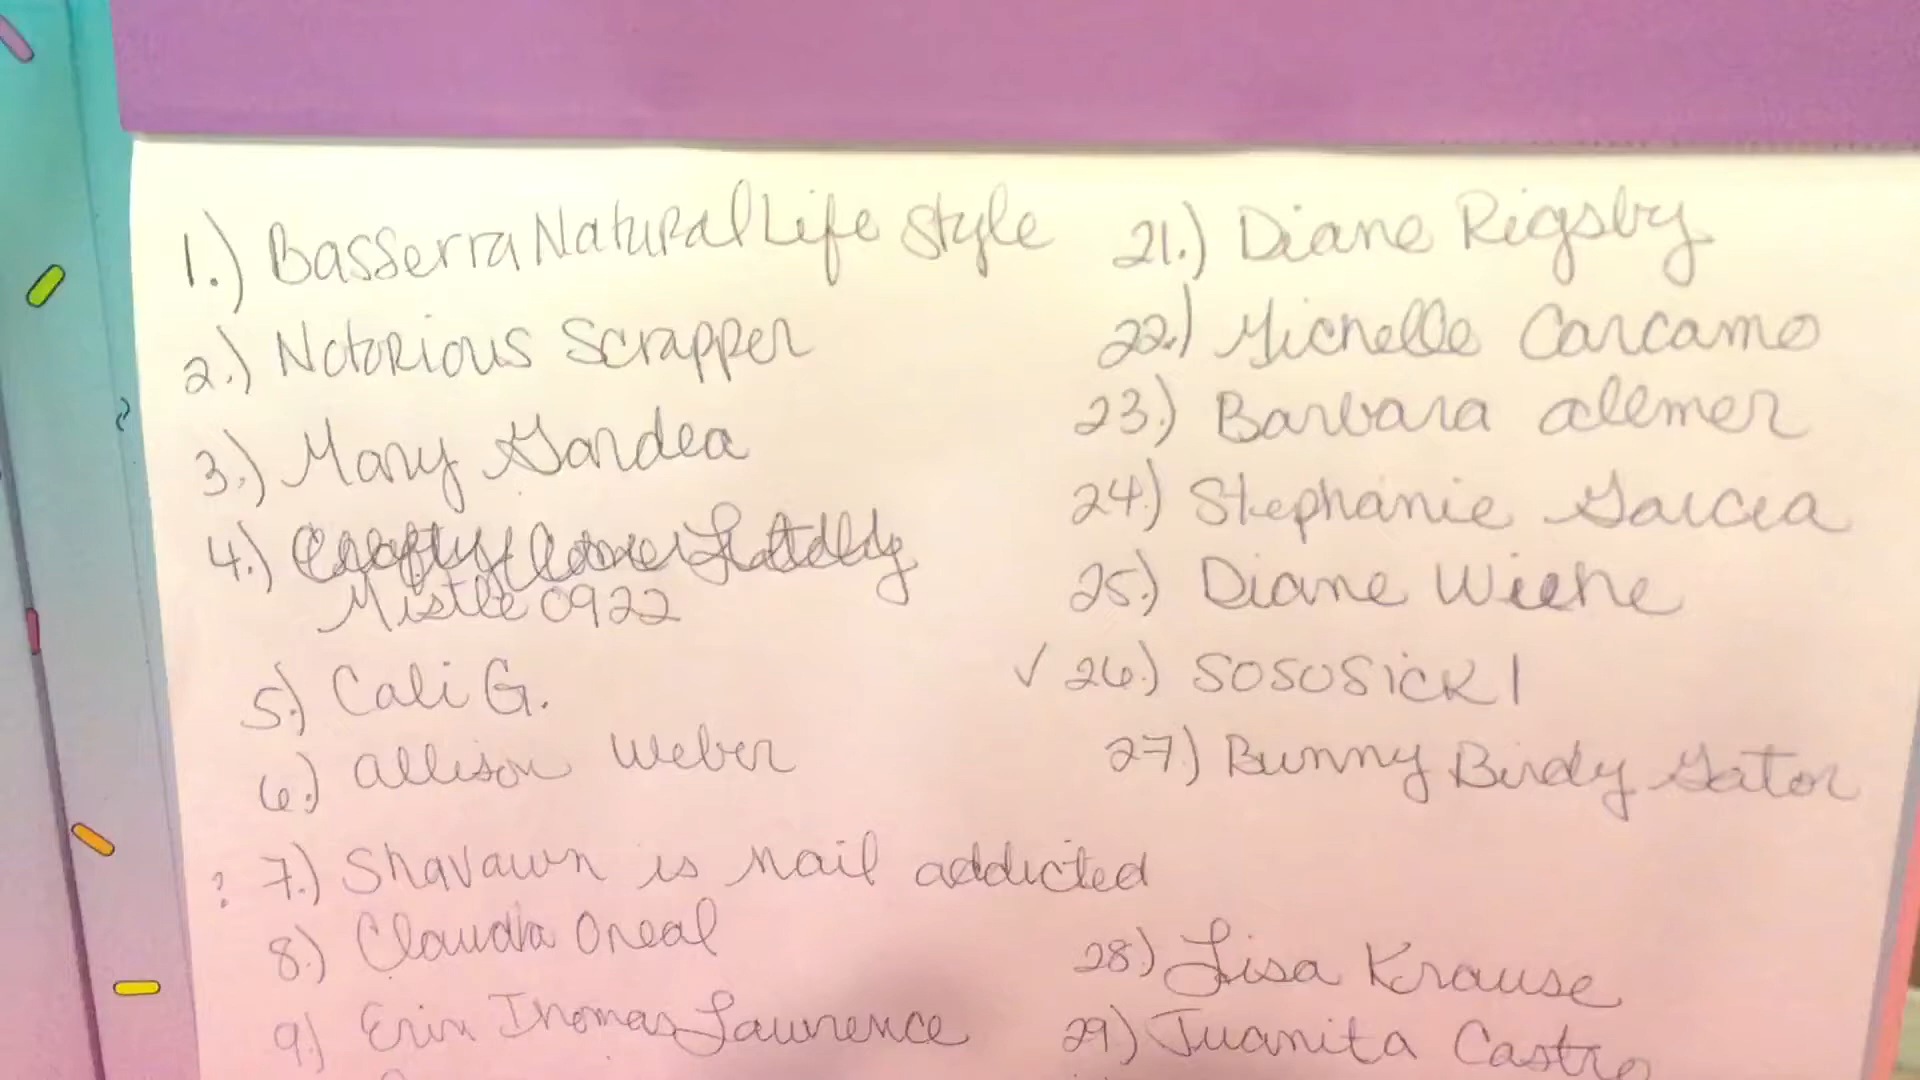 1.) Basserra Natural Life Style
2.) Notorious Scrapper
3.) Mary Gardea
4.)
Mistle0922
5.) Cali G.
6.) allison Weber
? 7.) Shavawn is nail addicted
8.) Claudia Oneal
9.) Erin Thomas Lawrence
21.) Diane Rigsby
22.) Michelle Carcamo
23.) Barbara alemer
24.) Stephanie Garcia
25.) Diane Wiehe
✓ 26.) SOSOSICK1
27.) Bunny Birdy Gator
28.) Lisa Krause
29.) Juanita Castro